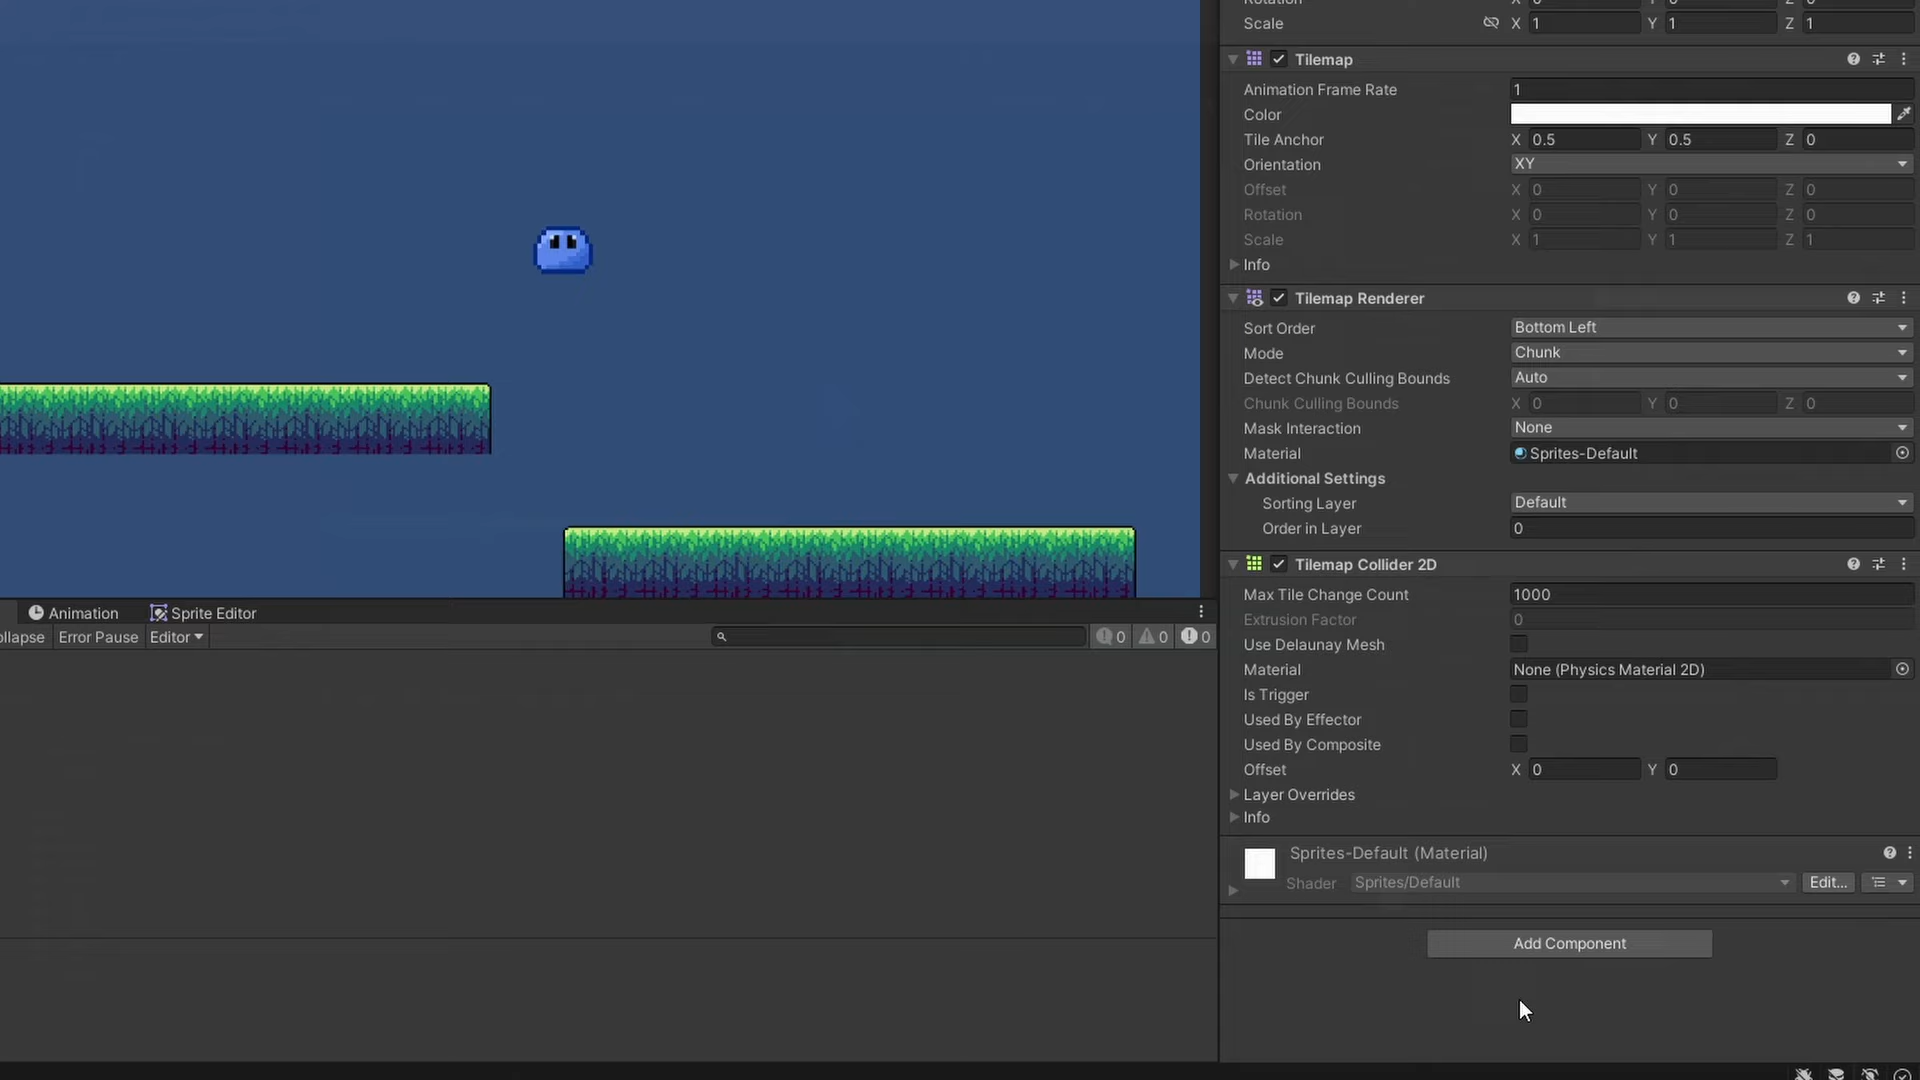 Rotation X 0 Y 0 Z 0
Scale X 1 Y 1 Z 1
Tilemap
Animation Frame Rate 1
Color
Tile Anchor X 0.5 Y 0.5 Z 0
Orientation XY
Offset X 0 Y 0 Z 0
Rotation X 0 Y 0 Z 0
Scale X 1 Y 1 Z 1
Info
Tilemap Renderer
Sort Order Bottom Left
Mode Chunk
Detect Chunk Culling Bounds Auto
Chunk Culling Bounds X 0 Y 0 Z 0
Mask Interaction None
Material Sprites-Default
Additional Settings
Sorting Layer Default
Order in Layer 0
Tilemap Collider 2D
Max Tile Change Count 1000
Extrusion Factor 0
Use Delaunay Mesh
Material None (Physics Material 2D)
Is Trigger
Used By Effector
Used By Composite
Offset X 0 Y 0
Layer Overrides
Info
Sprites-Default (Material)
Shader Sprites/Default Edit...
Add Component
Animation Sprite Editor
ollapse Error Pause Editor 0 0 0